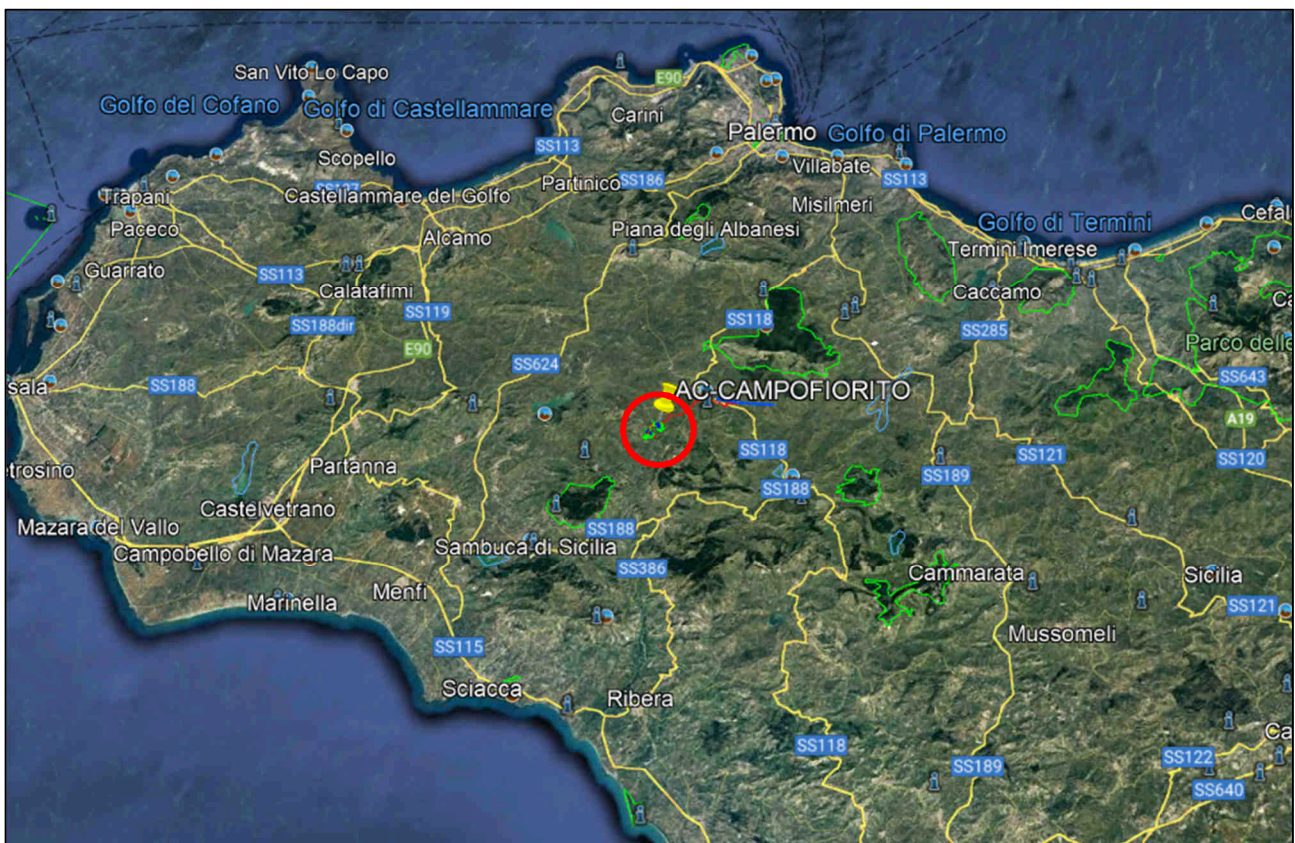 San Vito Lo Capo
E90
Golfo del Cofano
Golfo di Castellammare
Carini
Palermo
Golfo di Palermo
SS113
Scopello
Villabate
SS113
Partinico
SS186
Castellammare del Golfo
Trapani
Misilmeri
Cefal
Paceco
Piana degli Albanesi
Golfo di Termini
Alcamo
Termini Imerese
Guarrato
SS113
Calatafimi
Caccamo
SS119
SS188dir
SS118
SS285
E90
Parco delle
SS624
SS643
sala
SS188
AC-CAMPOFIORITO
A19
SS118
SS121
SS120
etrosino
Partanna
SS189
SS188
Castelvetrano
Mazara del Vallo
SS188
Campobello di Mazara
Sambuca di Sicilia
SS386
Cammarata
Sicilia
Menfi
Marinella
SS121
Mussomeli
SS115
Sciacca
Ribera
Ca
SS118
SS122
SS189
SS640